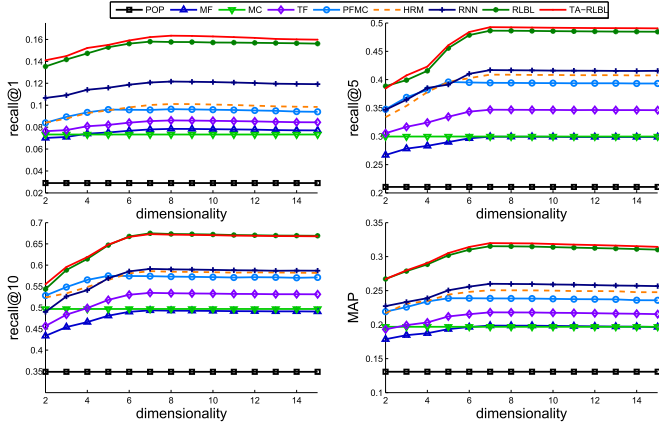 POP MF MC TF PFMC HRM RNN RLBL TA−RLBL
recall@1
0.16
0.14
0.12
0.1
0.08
0.06
0.04
0.02
2 4 6 8 10 12 14
dimensionality
recall@5
0.5
0.45
0.4
0.35
0.3
0.25
0.2
2 4 6 8 10 12 14
dimensionality
recall@10
0.7
0.65
0.6
0.55
0.5
0.45
0.4
0.35
2 4 6 8 10 12 14
dimensionality
MAP
0.35
0.3
0.25
0.2
0.15
0.1
2 4 6 8 10 12 14
dimensionality